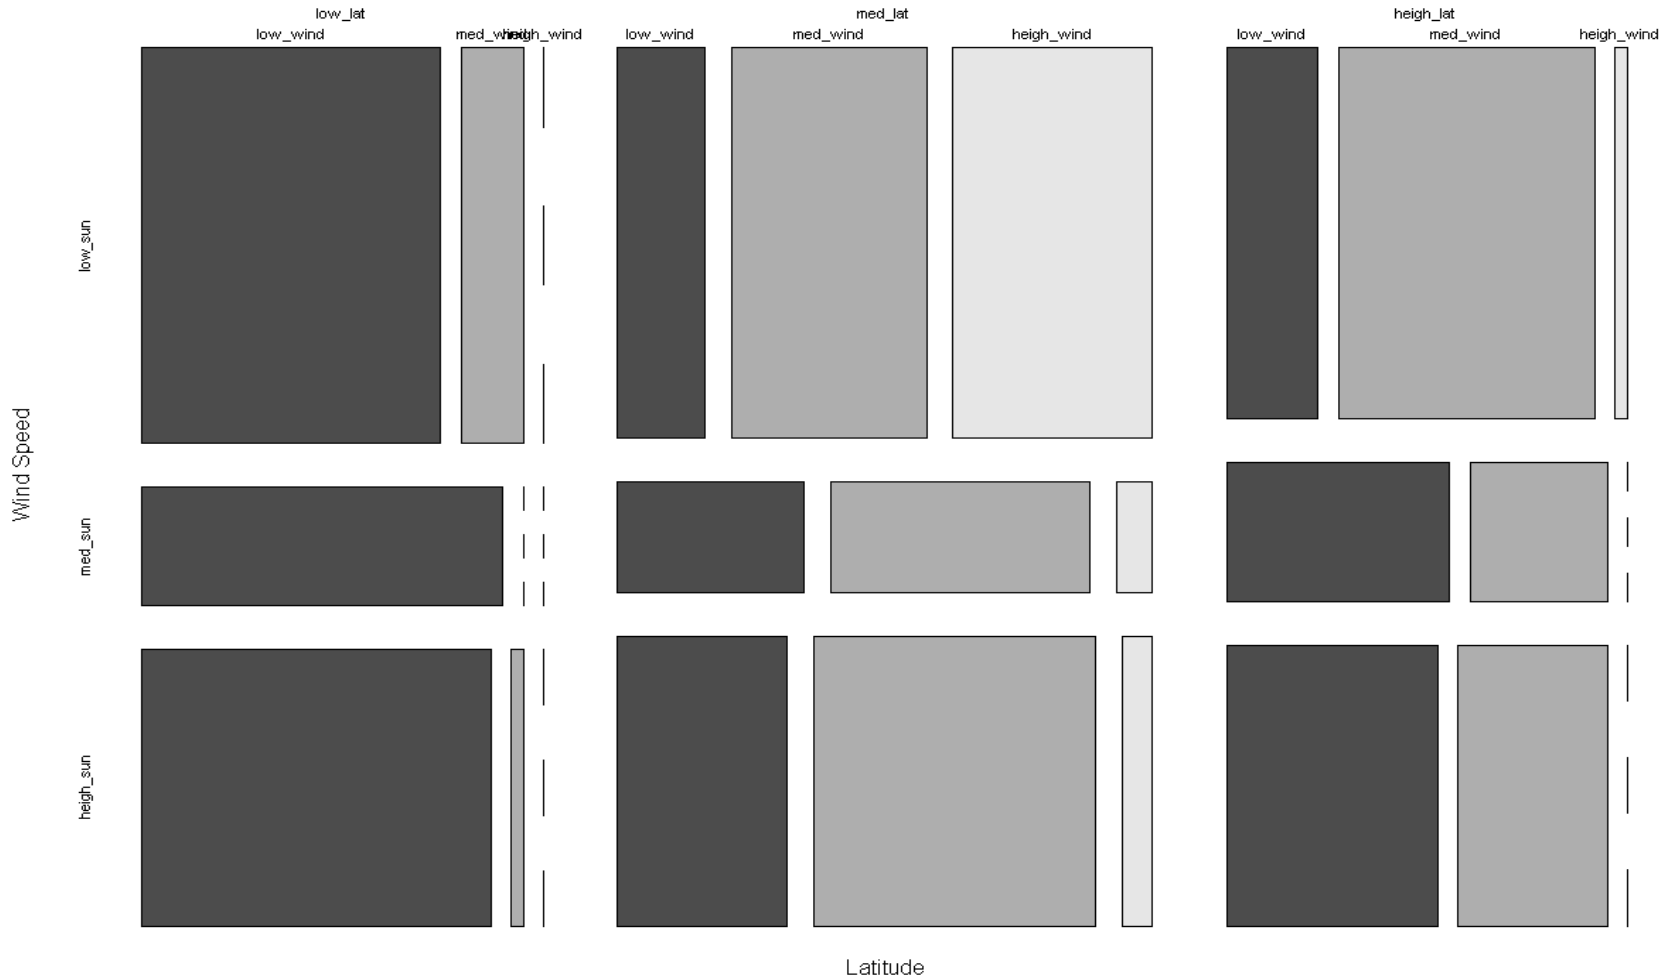 low_lat med_lat heigh_lat
low_wind med_wind heigh_wind low_wind med_wind heigh_wind low_wind med_wind heigh_wind
low_sun
Wind Speed
med_sun
heigh_sun
Latitude